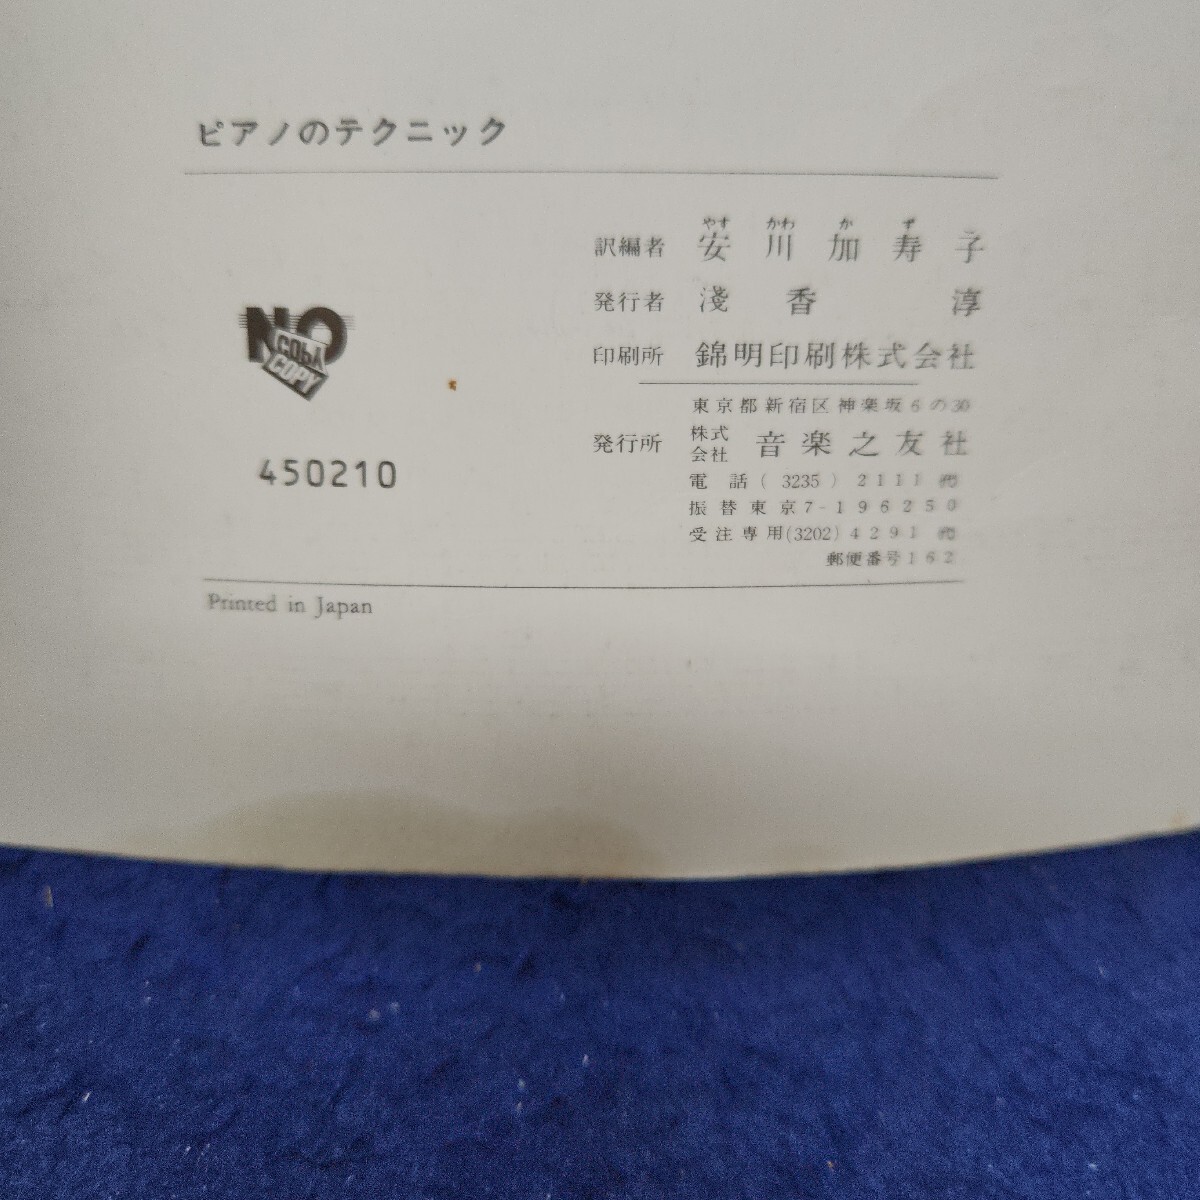 ピアノのテクニック
やす かわ か ず
訳編者 安川加寿子
発行者 淺香 淳
印刷所 錦明印刷株式会社
東京都新宿区神楽坂6の30
発行所 株式会社 音楽之友社
電話(3235)2111㈹
振替東京7-196250
受注専用(3202)4291㈹
郵便番号162
NO
COPY
COPY
450210
Printed in Japan